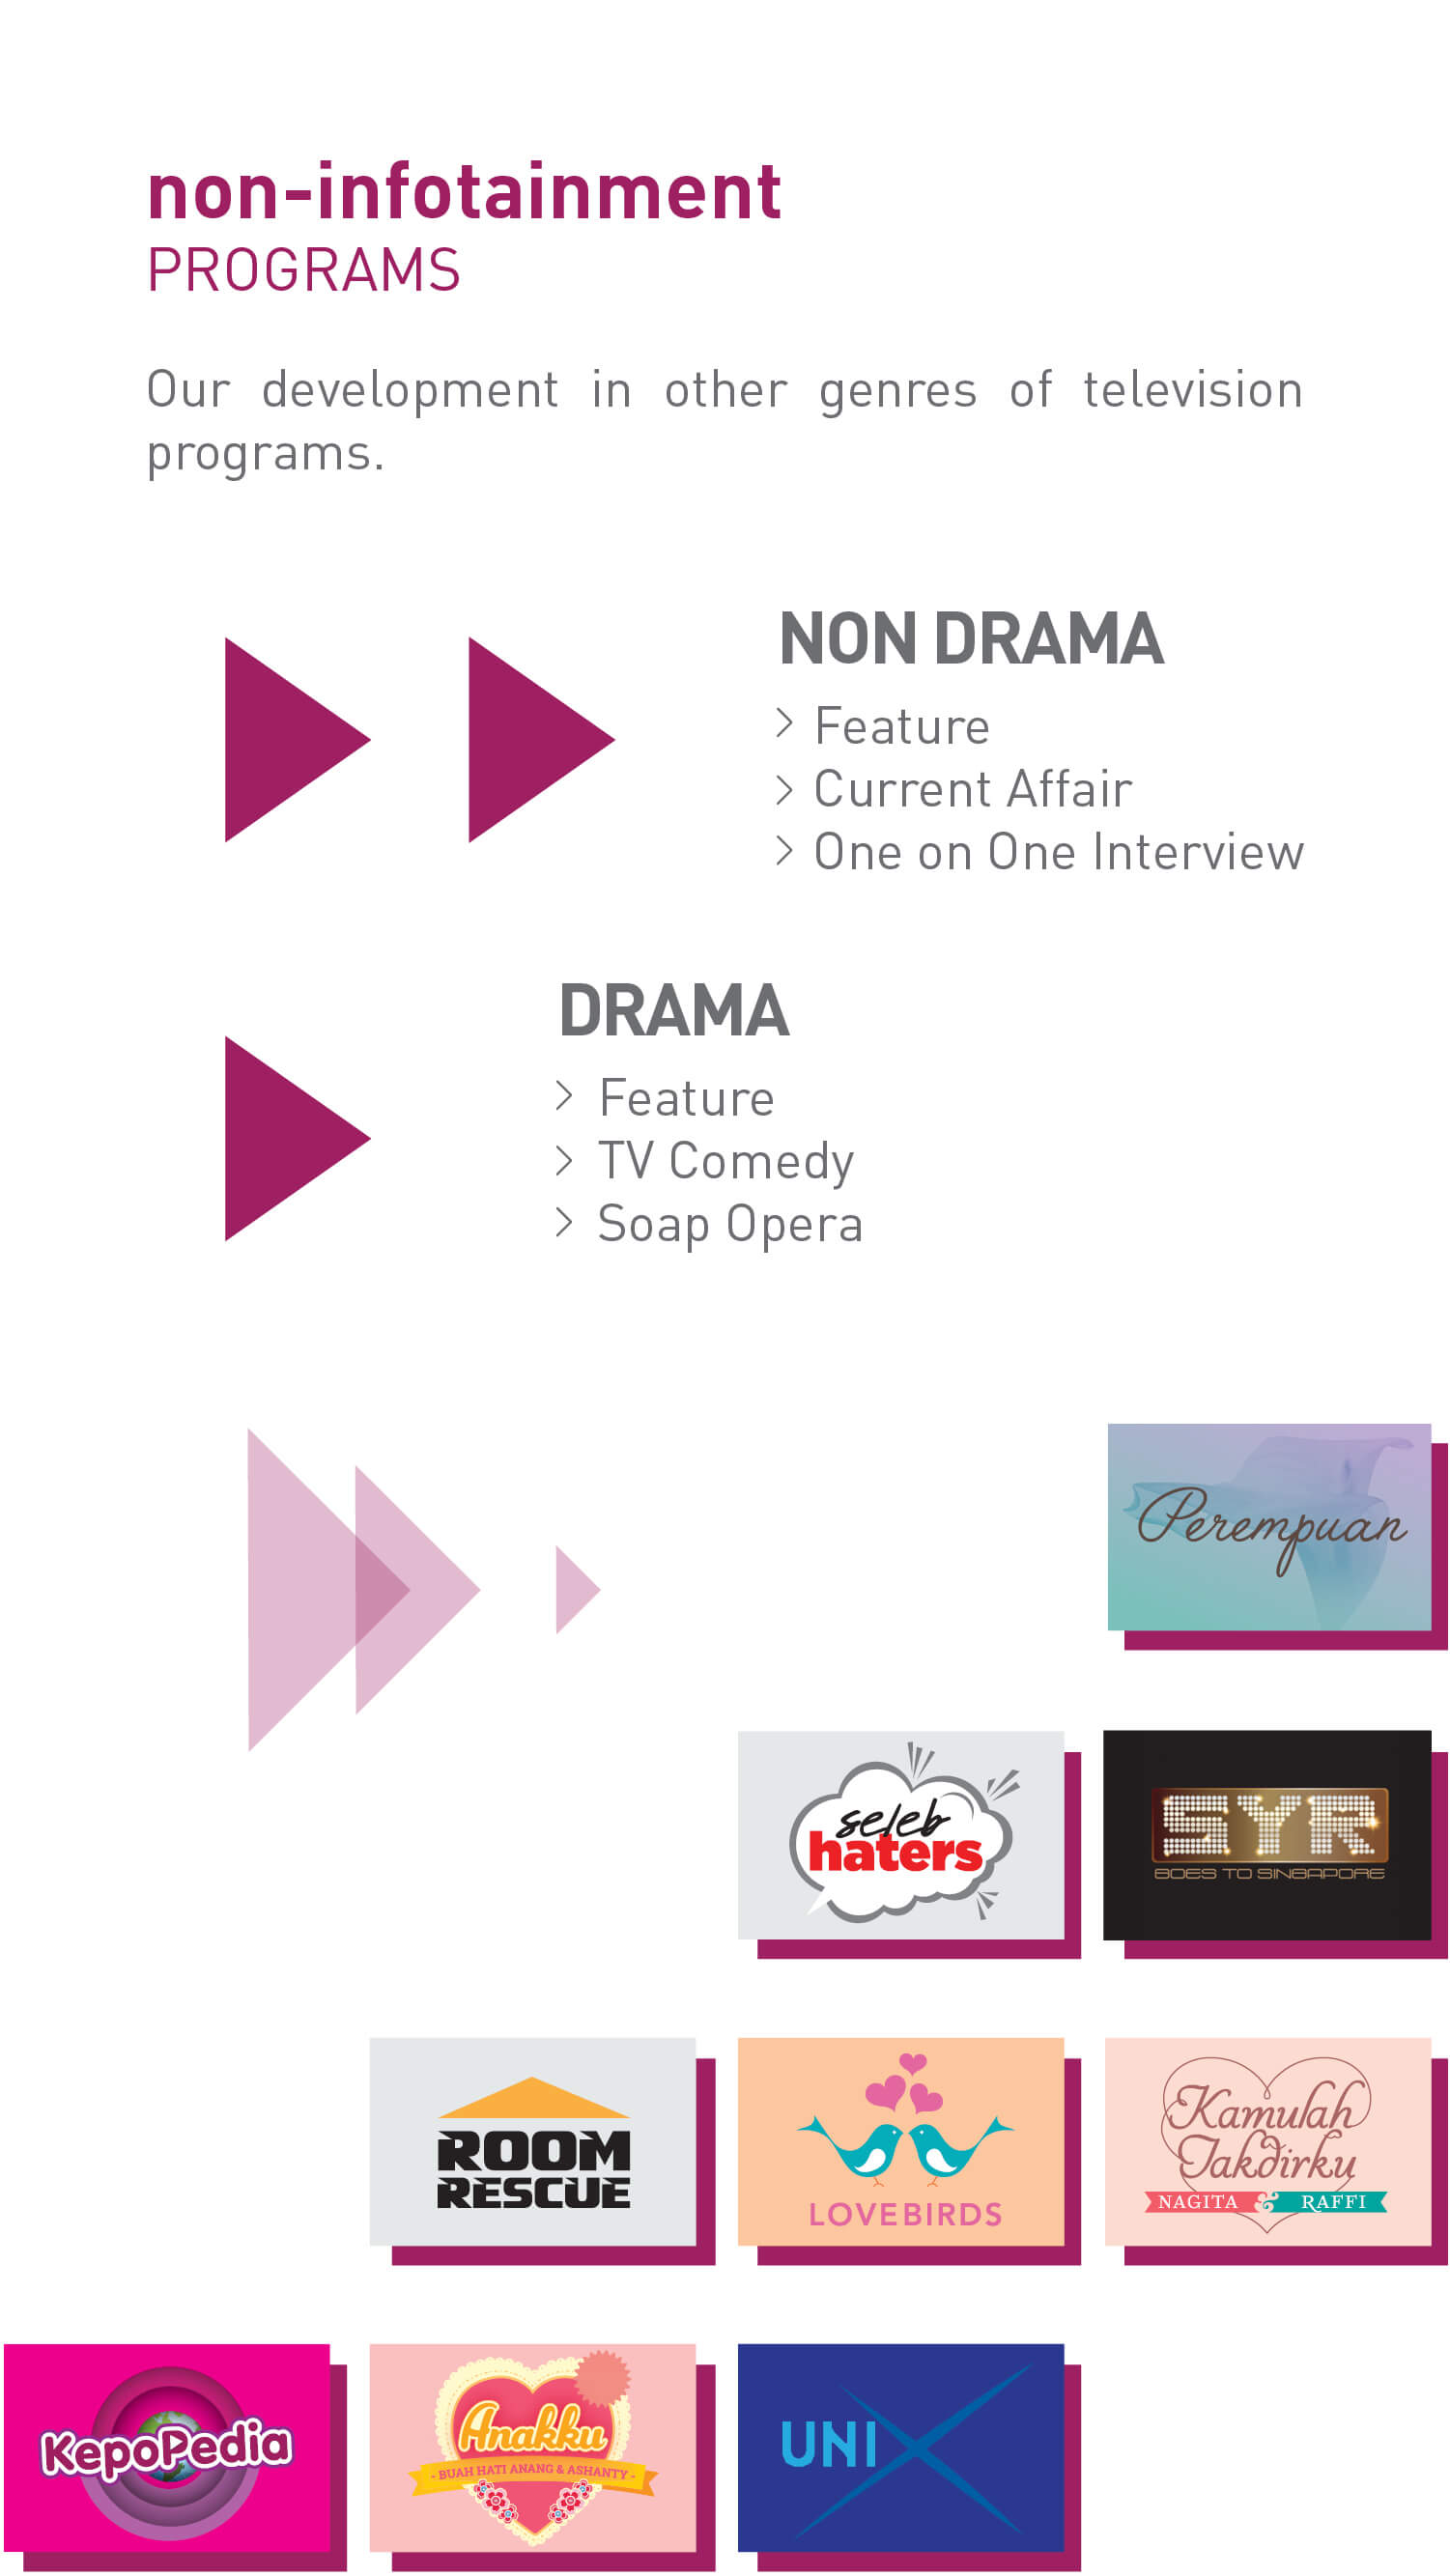 non-infotainment
PROGRAMS
Our development in other genres of television
programs.
NON DRAMA
Feature
Current Affair
One on One Interview
DRAMA
Feature
TV Comedy
Soap Opera
Perempuan
seleb
haters
SYR
GOES TO SINGAPORE
ROOM
RESCUE
LOVEBIRDS
Kamulah
Takdirku
NAGITA & RAFFI
KepoPedia
Anakku
- BUAH HATI ANANG & ASHANTY -
UNIX